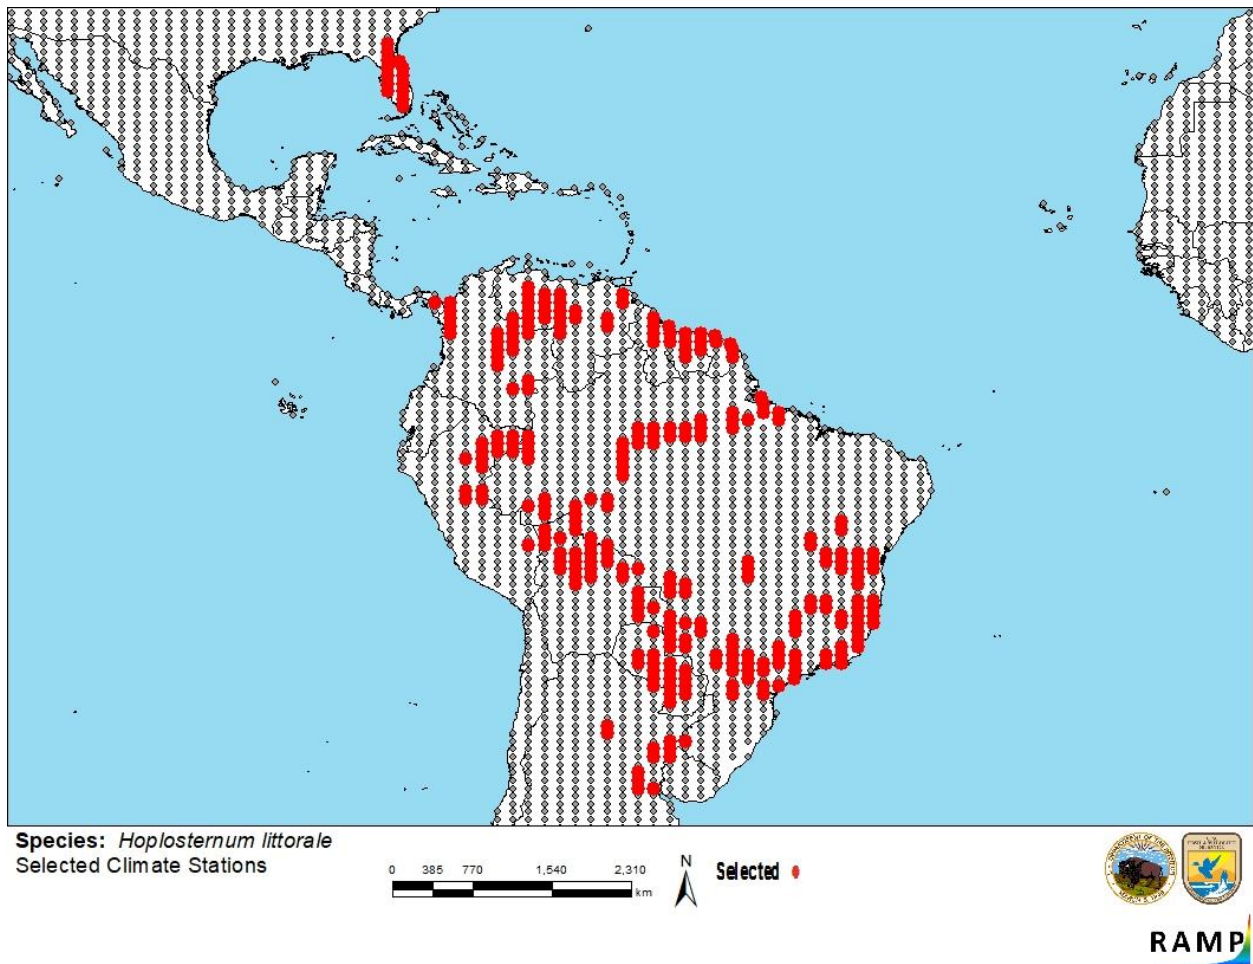 Species: Hoplosternum littorale
Selected Climate Stations
0 385 770 1,540 2,310
km
N
Selected
RAMP